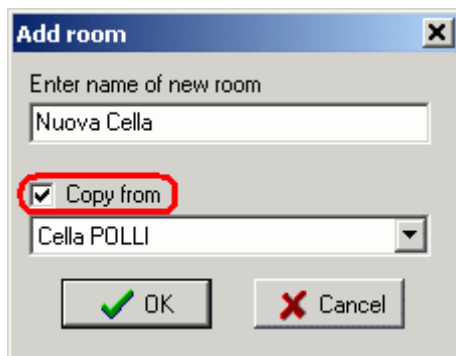 Add room
Enter name of new room
Nuova Cella
Copy from
Cella POLLI
OK
Cancel